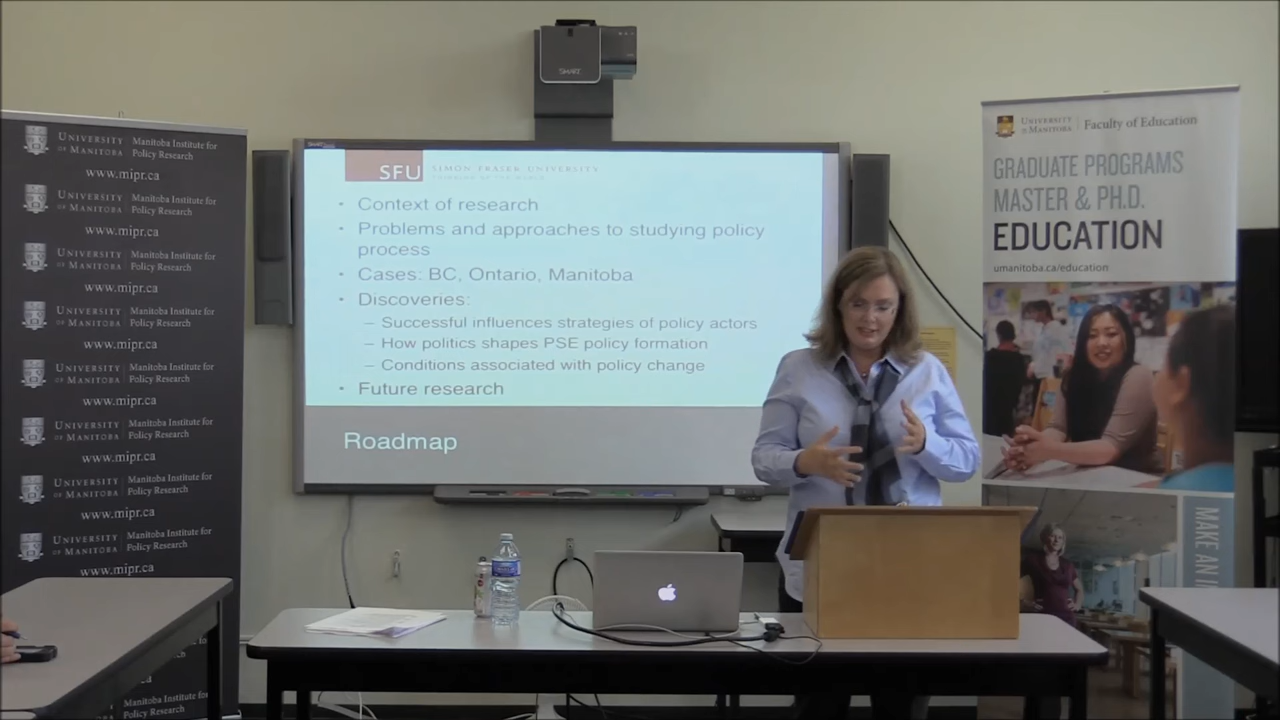 UNIVERSITY OF MANITOBA
Manitoba Institute for
Policy Research
www.mipr.ca
UNIVERSITY OF MANITOBA
Manitoba Institute for
Policy Research
www.mipr.ca
UNIVERSITY OF MANITOBA
Manitoba Institute for
Policy Research
www.mipr.ca
UNIVERSITY OF MANITOBA
Manitoba Institute for
Policy Research
www.mipr.ca
UNIVERSITY OF MANITOBA
Manitoba Institute for
Policy Research
www.mipr.ca
UNIVERSITY OF MANITOBA
Manitoba Institute for
Policy Research
www.mipr.ca
UNIVERSITY OF MANITOBA
Manitoba Institute for
Policy Research
www.mipr.ca
UNIVERSITY OF MANITOBA
Manitoba Institute for
Policy Research
www.mipr.ca
Manitoba Institute for
Policy Research
SMART
SFU SIMON FRASER UNIVERSITY
• Context of research
• Problems and approaches to studying policy
process
• Cases: BC, Ontario, Manitoba
• Discoveries:
– Successful influences strategies of policy actors
– How politics shapes PSE policy formation
– Conditions associated with policy change
• Future research
Roadmap
UNIVERSITY OF MANITOBA
Faculty of Education
GRADUATE PROGRAMS
MASTER & PH.D.
EDUCATION
umanitoba.ca/education
MAKE AN